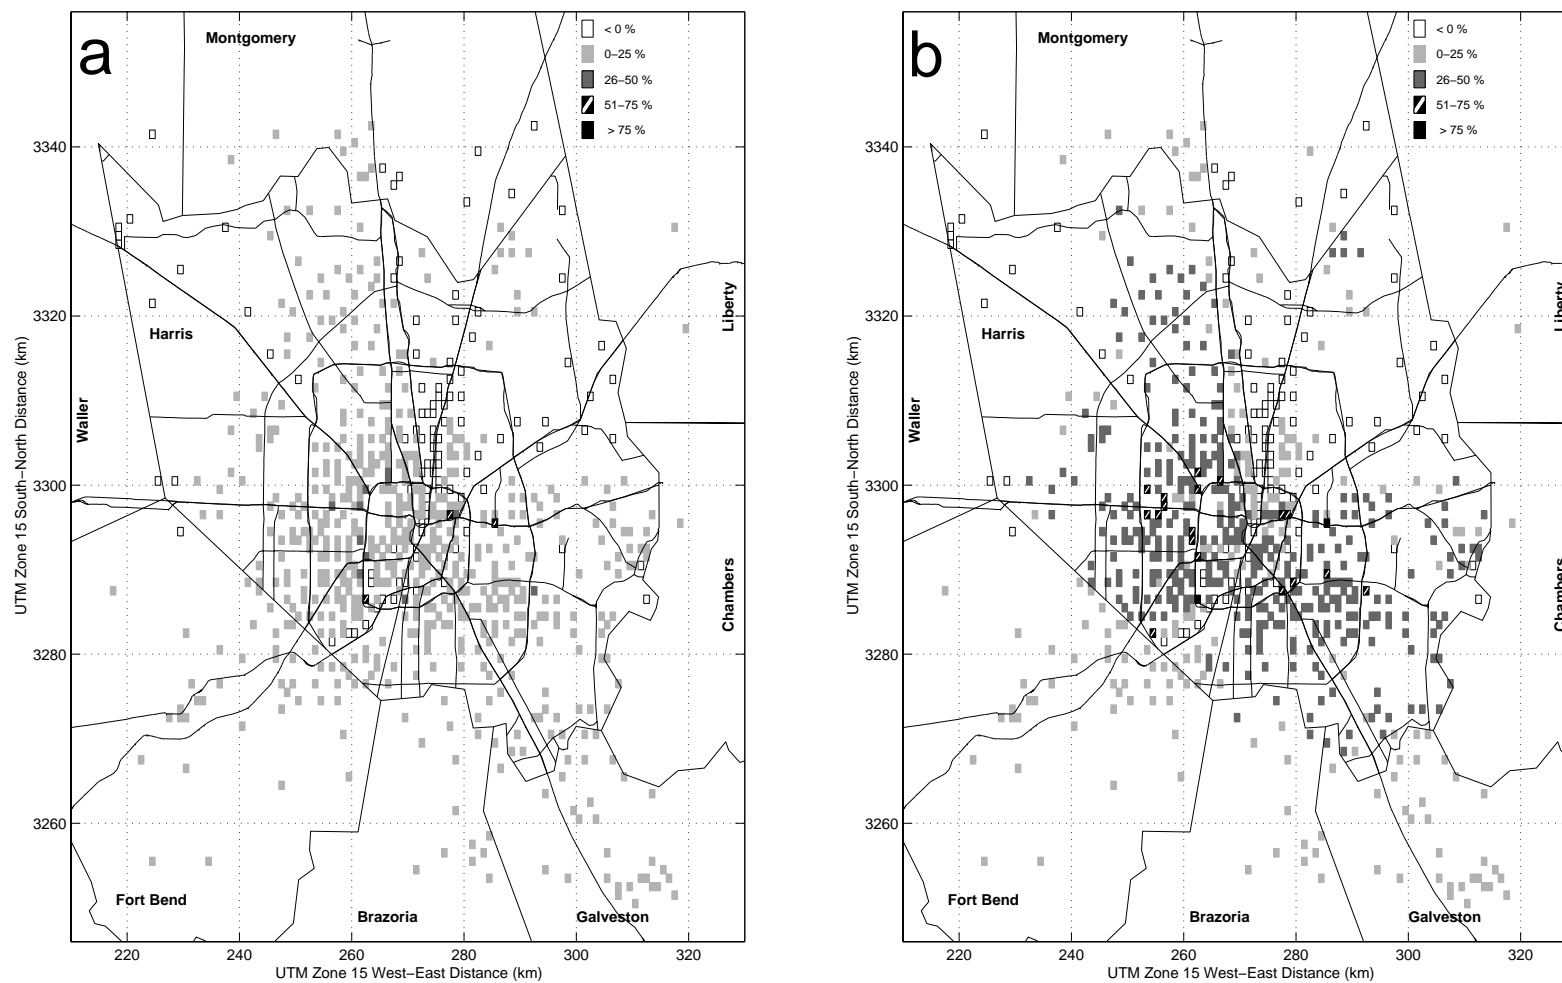 a
Montgomery
< 0 %
0–25 %
26–50 %
51–75 %
> 75 %
3340
3320
3300
3280
3260
Harris
Liberty
Waller
Chambers
Fort Bend
Brazoria
Galveston
UTM Zone 15 South–North Distance (km)
220
240
260
280
300
320
UTM Zone 15 West–East Distance (km)
b
Montgomery
< 0 %
0–25 %
26–50 %
51–75 %
> 75 %
3340
3320
3300
3280
3260
Harris
Liberty
Waller
Chambers
Fort Bend
Brazoria
Galveston
UTM Zone 15 South–North Distance (km)
220
240
260
280
300
320
UTM Zone 15 West–East Distance (km)